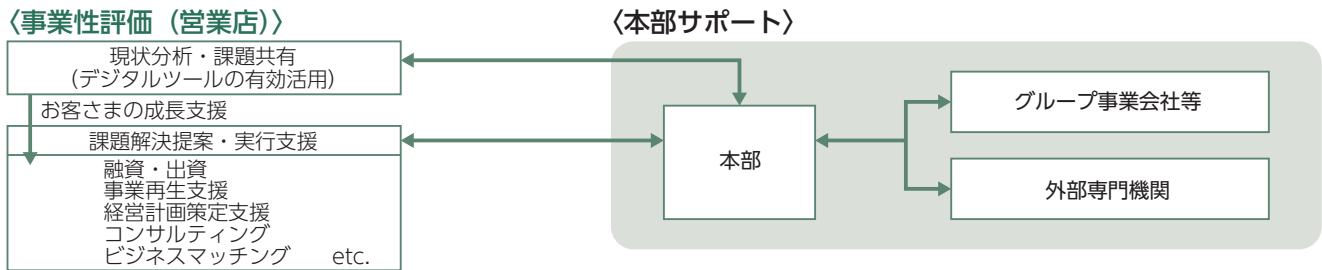 〈事業性評価（営業店）〉
現状分析・課題共有
（デジタルツールの有効活用）
お客さまの成長支援
課題解決提案・実行支援
融資・出資
事業再生支援
経営計画策定支援
コンサルティング
ビジネスマッチング etc.
〈本部サポート〉
本部
グループ事業会社等
外部専門機関